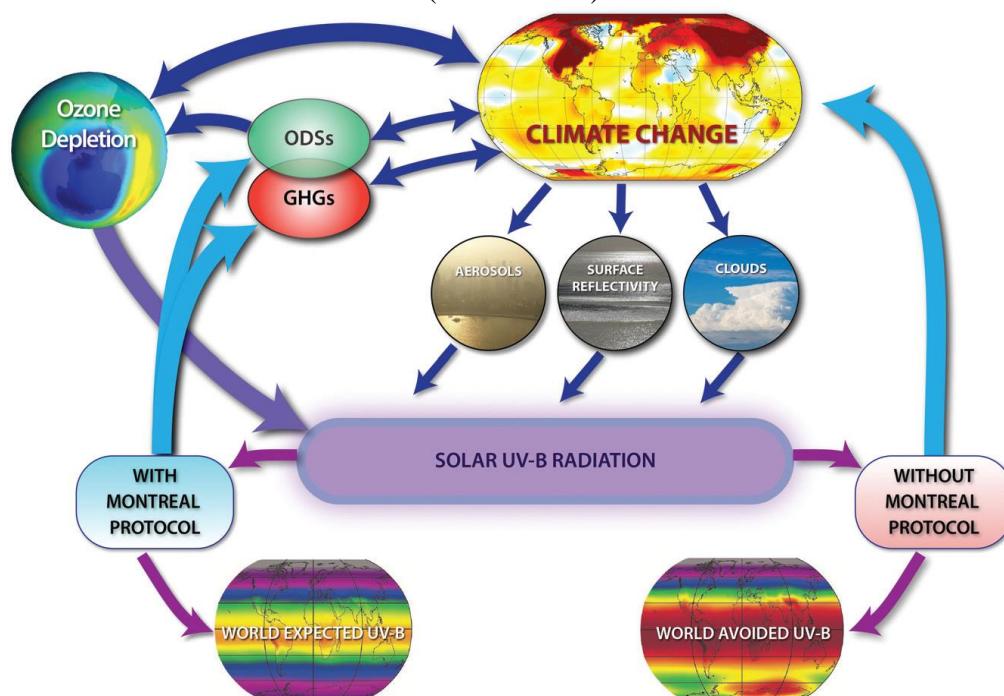 Ozone
Depletion
ODSs
GHGs
CLIMATE CHANGE
AEROSOLS
SURFACE
REFLECTIVITY
CLOUDS
SOLAR UV-B RADIATION
WITH
MONTREAL
PROTOCOL
WITHOUT
MONTREAL
PROTOCOL
WORLD EXPECTED UV-B
WORLD AVOIDED UV-B